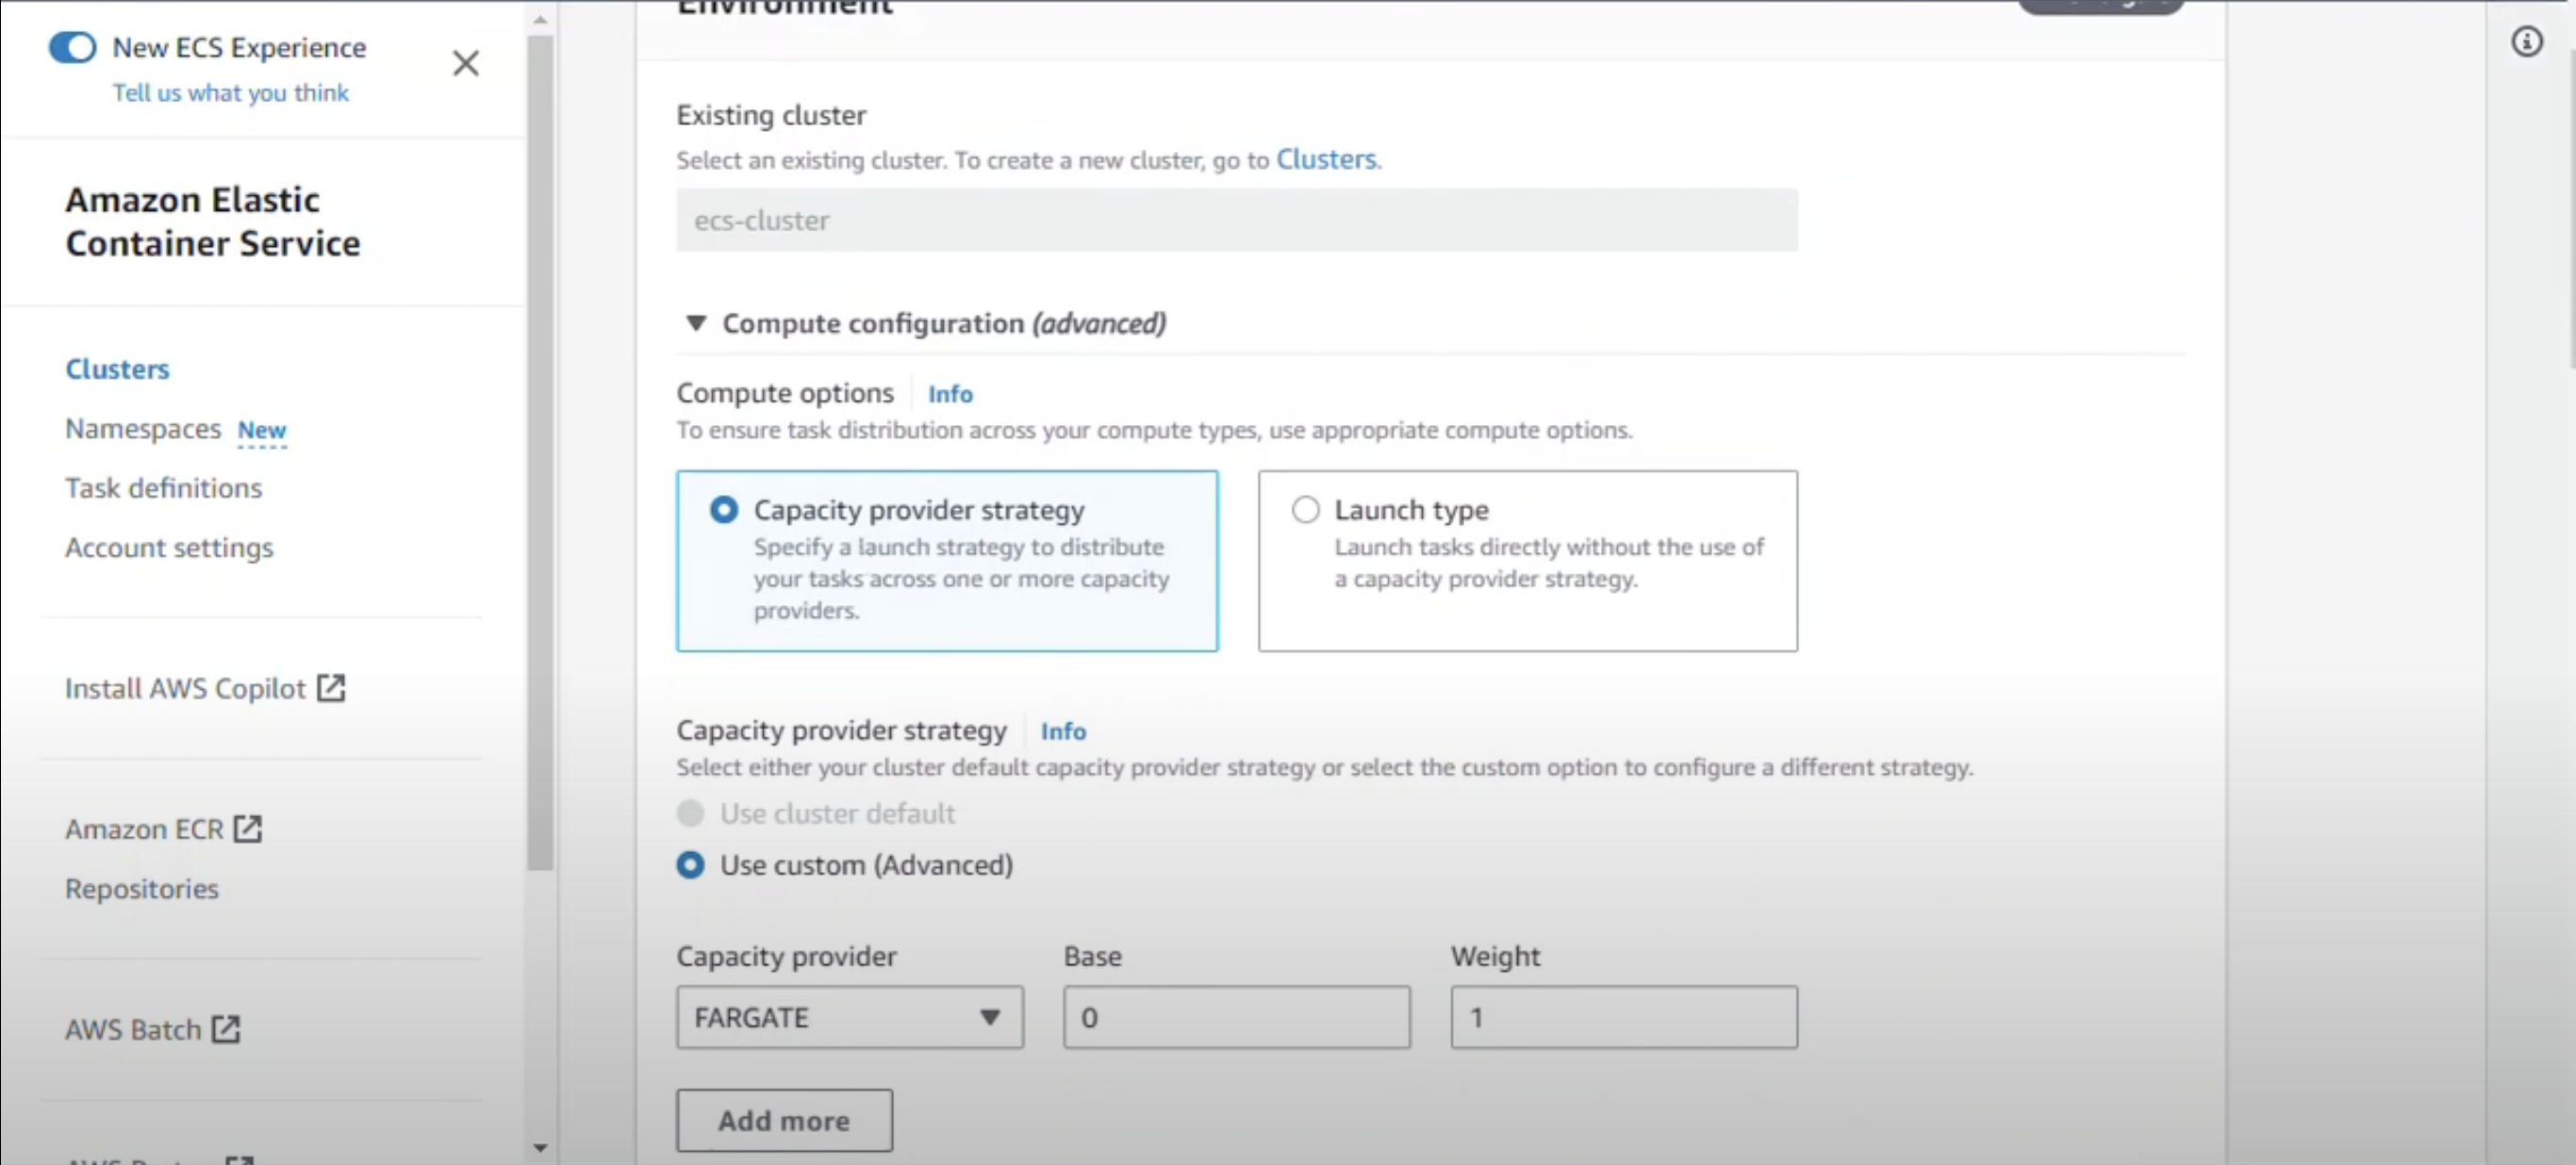 New ECS Experience
Tell us what you think
Amazon Elastic
Container Service
Clusters
Namespaces New
Task definitions
Account settings
Install AWS Copilot
Amazon ECR
Repositories
AWS Batch
Environment
Existing cluster
Select an existing cluster. To create a new cluster, go to Clusters.
ecs-cluster
Compute configuration (advanced)
Compute options Info
To ensure task distribution across your compute types, use appropriate compute options.
Capacity provider strategy
Specify a launch strategy to distribute
your tasks across one or more capacity
providers.
Launch type
Launch tasks directly without the use of
a capacity provider strategy.
Capacity provider strategy Info
Select either your cluster default capacity provider strategy or select the custom option to configure a different strategy.
Use cluster default
Use custom (Advanced)
Capacity provider Base Weight
FARGATE 0 1
Add more